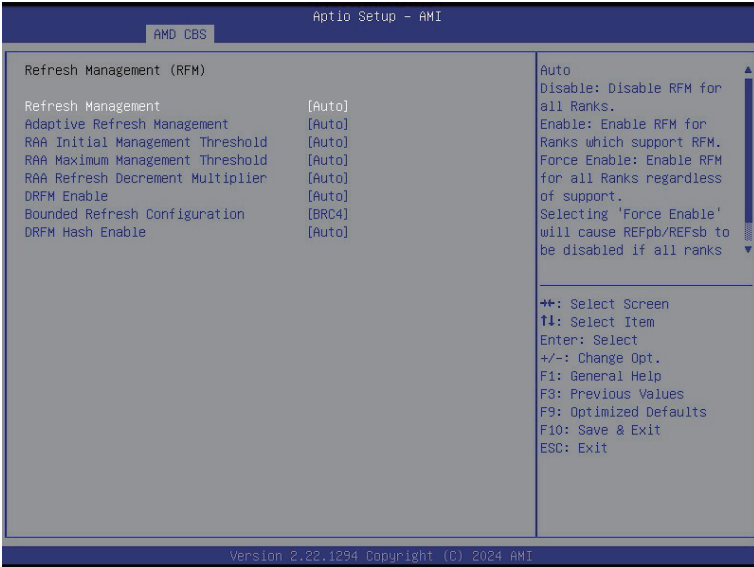 Aptio Setup – AMI
AMD CBS
Refresh Management (RFM)
Refresh Management [Auto]
Adaptive Refresh Management [Auto]
RAA Initial Management Threshold [Auto]
RAA Maximum Management Threshold [Auto]
RAA Refresh Decrement Multiplier [Auto]
DRFM Enable [Auto]
Bounded Refresh Configuration [BRC4]
DRFM Hash Enable [Auto]
Auto
Disable: Disable RFM for
all Ranks.
Enable: Enable RFM for
Ranks which support RFM.
Force Enable: Enable RFM
for all Ranks regardless
of support.
Selecting 'Force Enable'
will cause REFpb/REFsb to
be disabled if all ranks
→←: Select Screen
↑↓: Select Item
Enter: Select
+/-: Change Opt.
F1: General Help
F3: Previous Values
F9: Optimized Defaults
F10: Save & Exit
ESC: Exit
Version 2.22.1294 Copyright (C) 2024 AMI